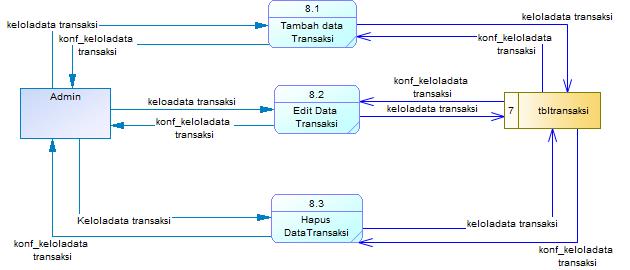 8.1
Tambah data
Transaksi
keloladata transaksi
keloladata transaksi
konf_keloladata
transaksi
konf_keloladata
transaksi
Admin
8.2
Edit Data
Transaksi
keloadata transaksi
konf_keloladata
transaksi
konf_keloladata
transaksi
keloladata transaksi
7
tbltransaksi
8.3
Hapus
DataTransaksi
Keloladata transaksi
konf_keloladata
transaksi
keloladata transaksi
konf_keloladata
transaksi